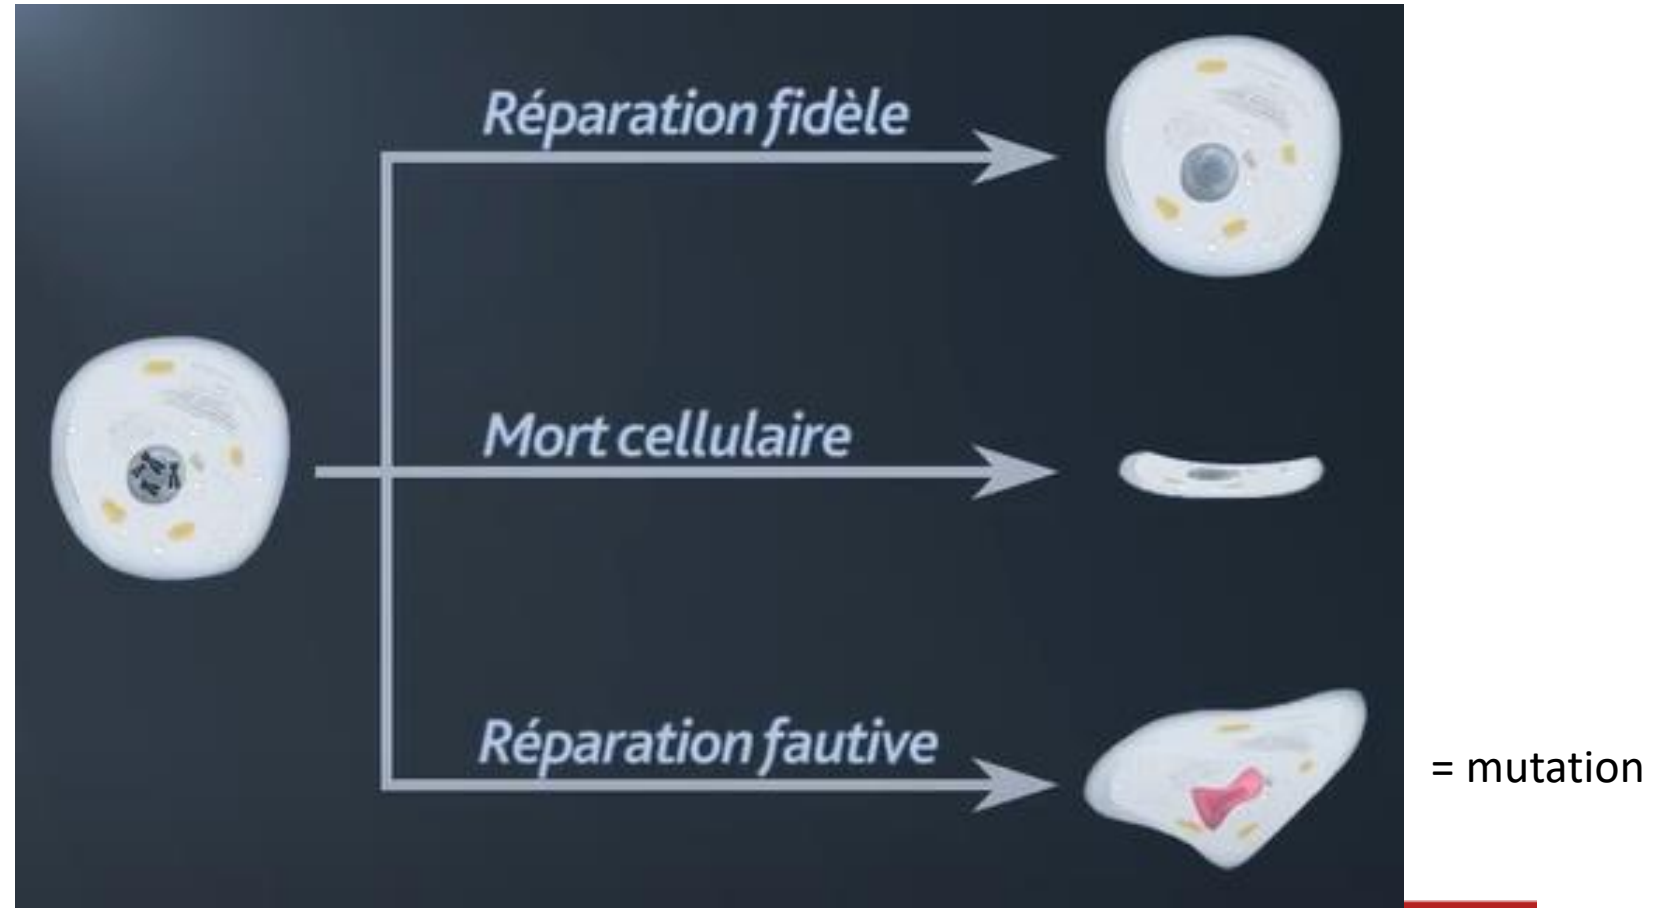 Réparation fidèle
Mort cellulaire
Réparation fautive
= mutation